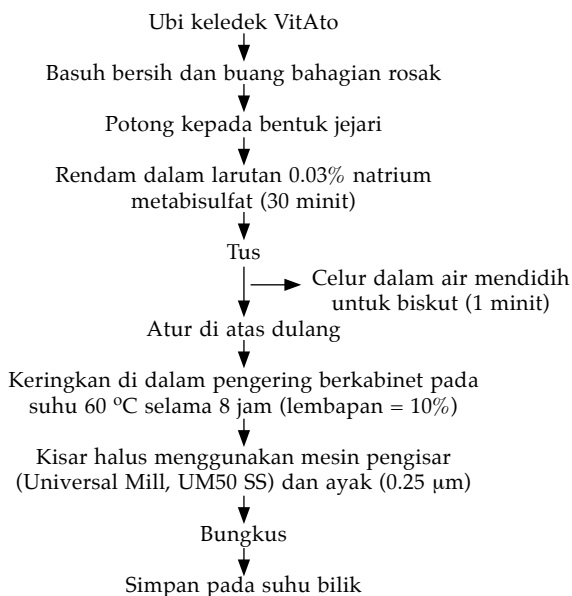 Ubi keledek VitAto
Basuh bersih dan buang bahagian rosak
Potong kepada bentuk jejari
Rendam dalam larutan 0.03% natrium
metabisulfat (30 minit)
Tus
Celur dalam air mendidih
untuk biskut (1 minit)
Atur di atas dulang
Keringkan di dalam pengering berkabinet pada
suhu 60 ºC selama 8 jam (lembapan = 10%)
Kisar halus menggunakan mesin pengisar
(Universal Mill, UM50 SS) dan ayak (0.25 µm)
Bungkus
Simpan pada suhu bilik